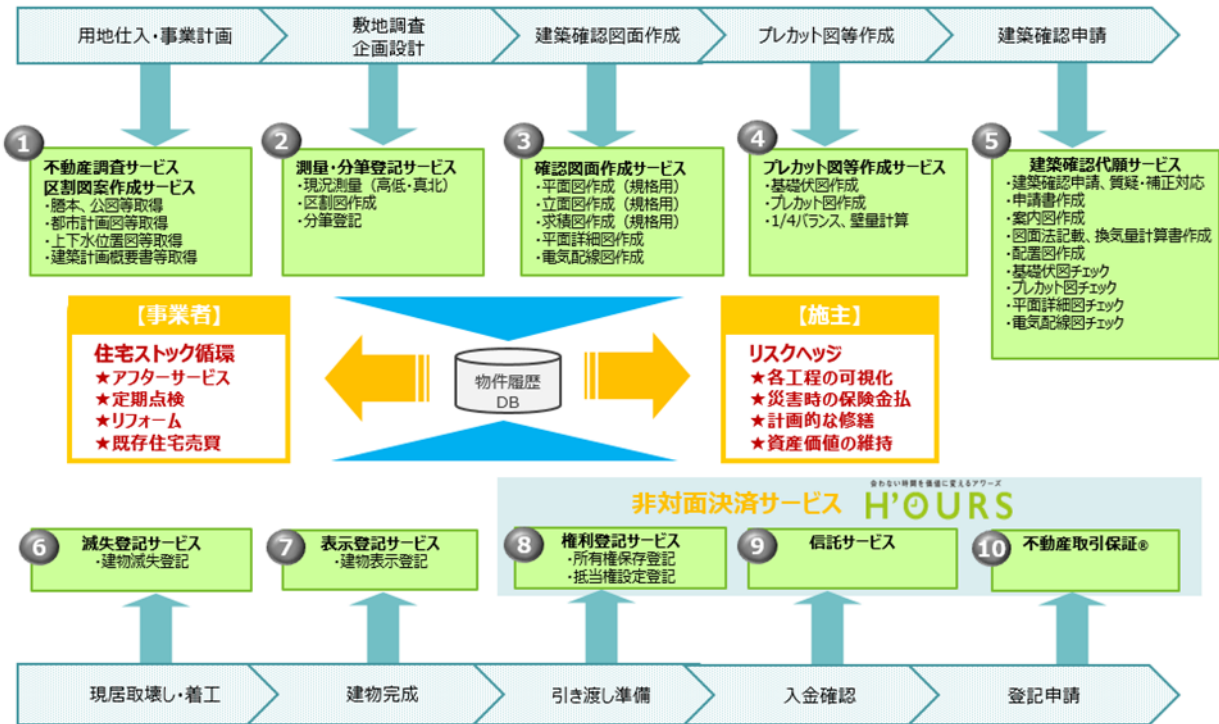 用地仕入・事業計画
敷地調査
企画設計
建築確認図面作成
プレカット図等作成
建築確認申請
1
不動産調査サービス
区割図案作成サービス
・謄本、公図等取得
・都市計画図等取得
・上下水位置図等取得
・建築計画概要書等取得
2
測量・分筆登記サービス
・現況測量（高低・真北）
・区割図作成
・分筆登記
3
確認図面作成サービス
・平面図作成（規格用）
・立面図作成（規格用）
・求積図作成（規格用）
・平面詳細図作成
・電気配線図作成
4
プレカット図等作成サービス
・基礎伏図作成
・プレカット図作成
・1/4バランス、壁量計算
5
建築確認代願サービス
・建築確認申請、質疑・補正対応
・申請書作成
・案内図作成
・図面法記載、換気量計算書作成
・配置図作成
・基礎伏図チェック
・プレカット図チェック
・平面詳細図チェック
・電気配線図チェック
【事業者】
住宅ストック循環
★アフターサービス
★定期点検
★リフォーム
★既存住宅売買
物件履歴
DB
【施主】
リスクヘッジ
★各工程の可視化
★災害時の保険金払
★計画的な修繕
★資産価値の維持
非対面決済サービス
会わない時間を価値に変えるアワーズ
H'OURS
6
滅失登記サービス
・建物滅失登記
7
表示登記サービス
・建物表示登記
8
権利登記サービス
・所有権保存登記
・抵当権設定登記
9
信託サービス
10
不動産取引保証®
現居取壊し・着工
建物完成
引き渡し準備
入金確認
登記申請